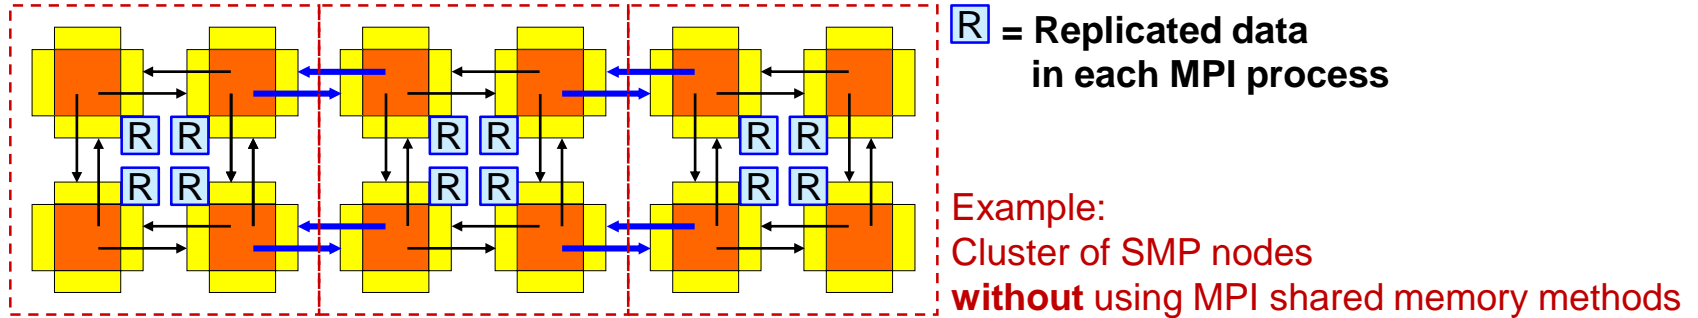 R = Replicated data
in each MPI process
R R R R R R
R R R R R R
Example:
Cluster of SMP nodes
without using MPI shared memory methods